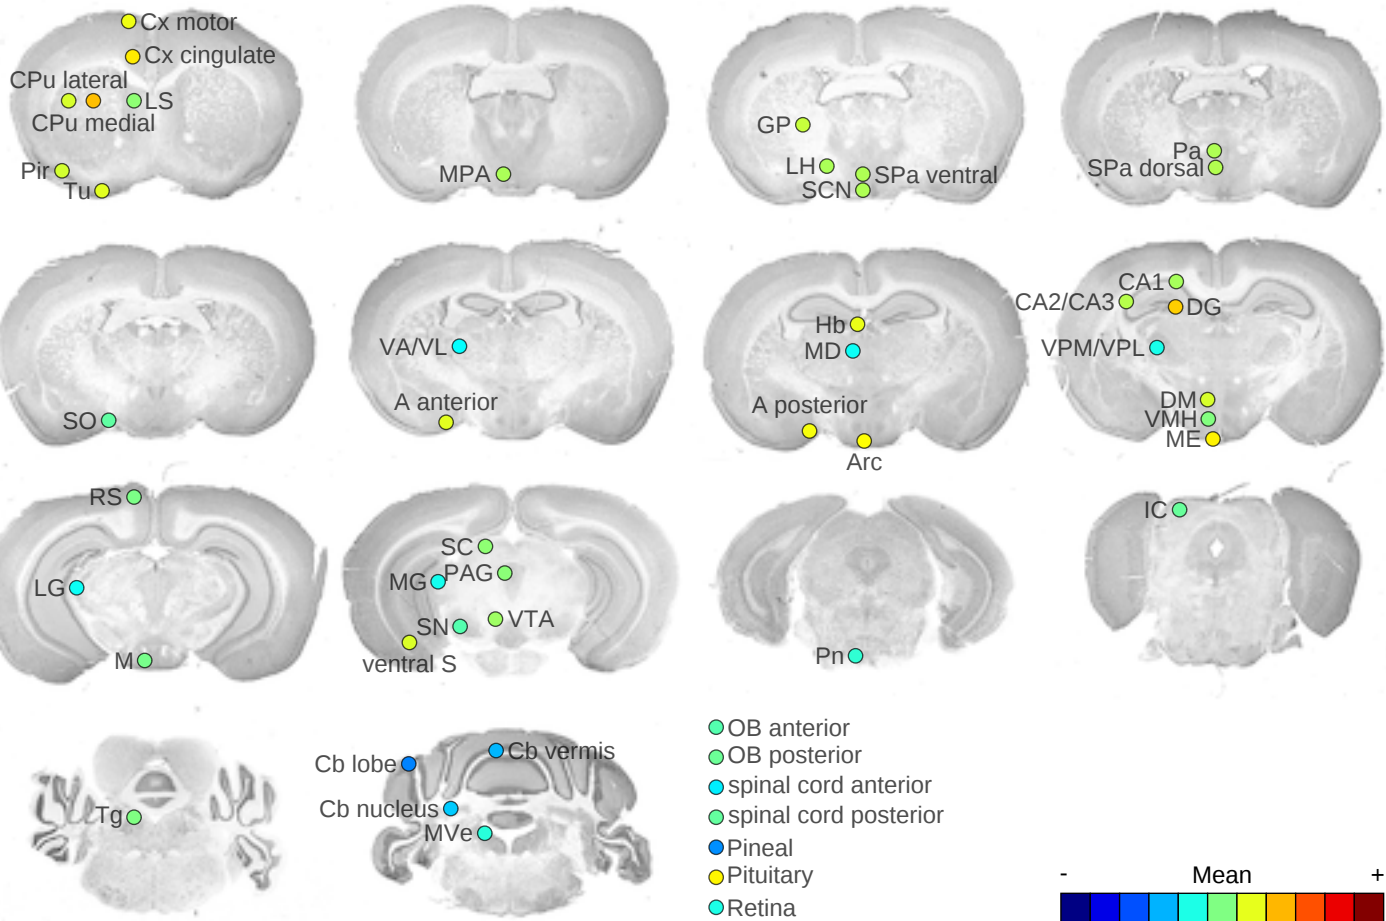 Cx motor
Cx cingulate
CPu lateral
LS
CPu medial
Pir
Tu
MPA
GP
LH
SPa ventral
SCN
Pa
SPa dorsal
SO
VA/VL
A anterior
Hb
MD
A posterior
Arc
CA1
CA2/CA3
DG
VPM/VPL
DM
VMH
ME
RS
LG
M
SC
PAG
MG
VTA
SN
ventral S
Pn
IC
Tg
Cb vermis
Cb lobe
Cb nucleus
MVe
OB anterior
OB posterior
spinal cord anterior
spinal cord posterior
Pineal
Pituitary
Retina
- Mean +